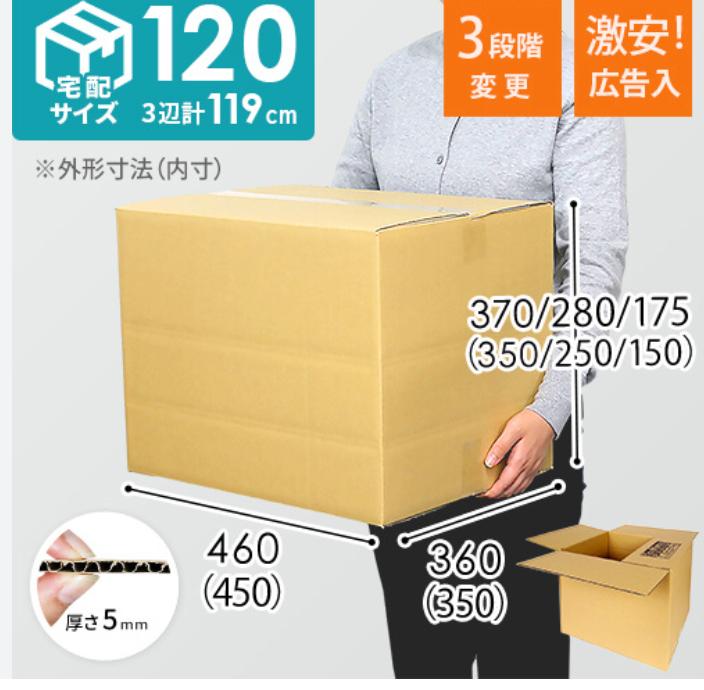 宅配
サイズ
120
3辺計119cm
3段階
変更
激安!
広告入
※外形寸法(内寸)
370/280/175
(350/250/150)
460
(450)
360
(350)
厚さ5mm